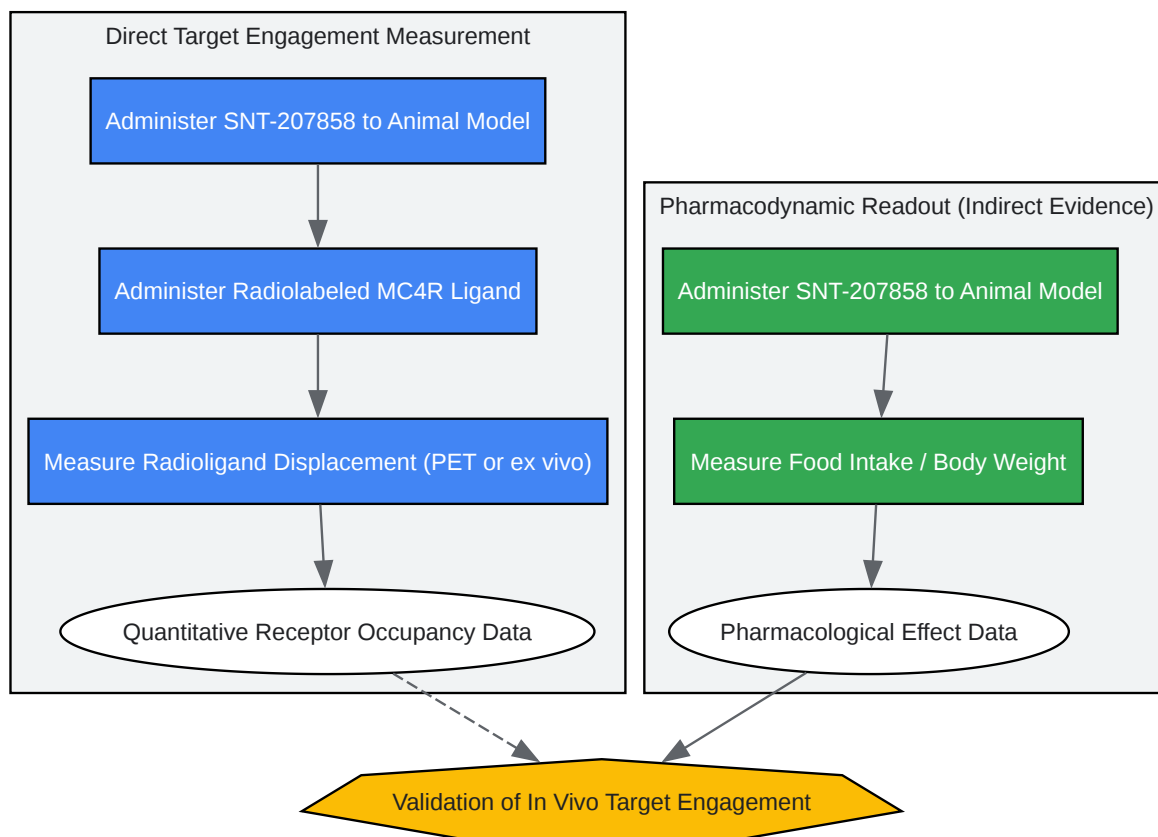 Direct Target Engagement Measurement
Administer SNT-207858 to Animal Model
Administer Radiolabeled MC4R Ligand
Measure Radioligand Displacement (PET or ex vivo)
Quantitative Receptor Occupancy Data
Pharmacodynamic Readout (Indirect Evidence)
Administer SNT-207858 to Animal Model
Measure Food Intake / Body Weight
Pharmacological Effect Data
Validation of In Vivo Target Engagement